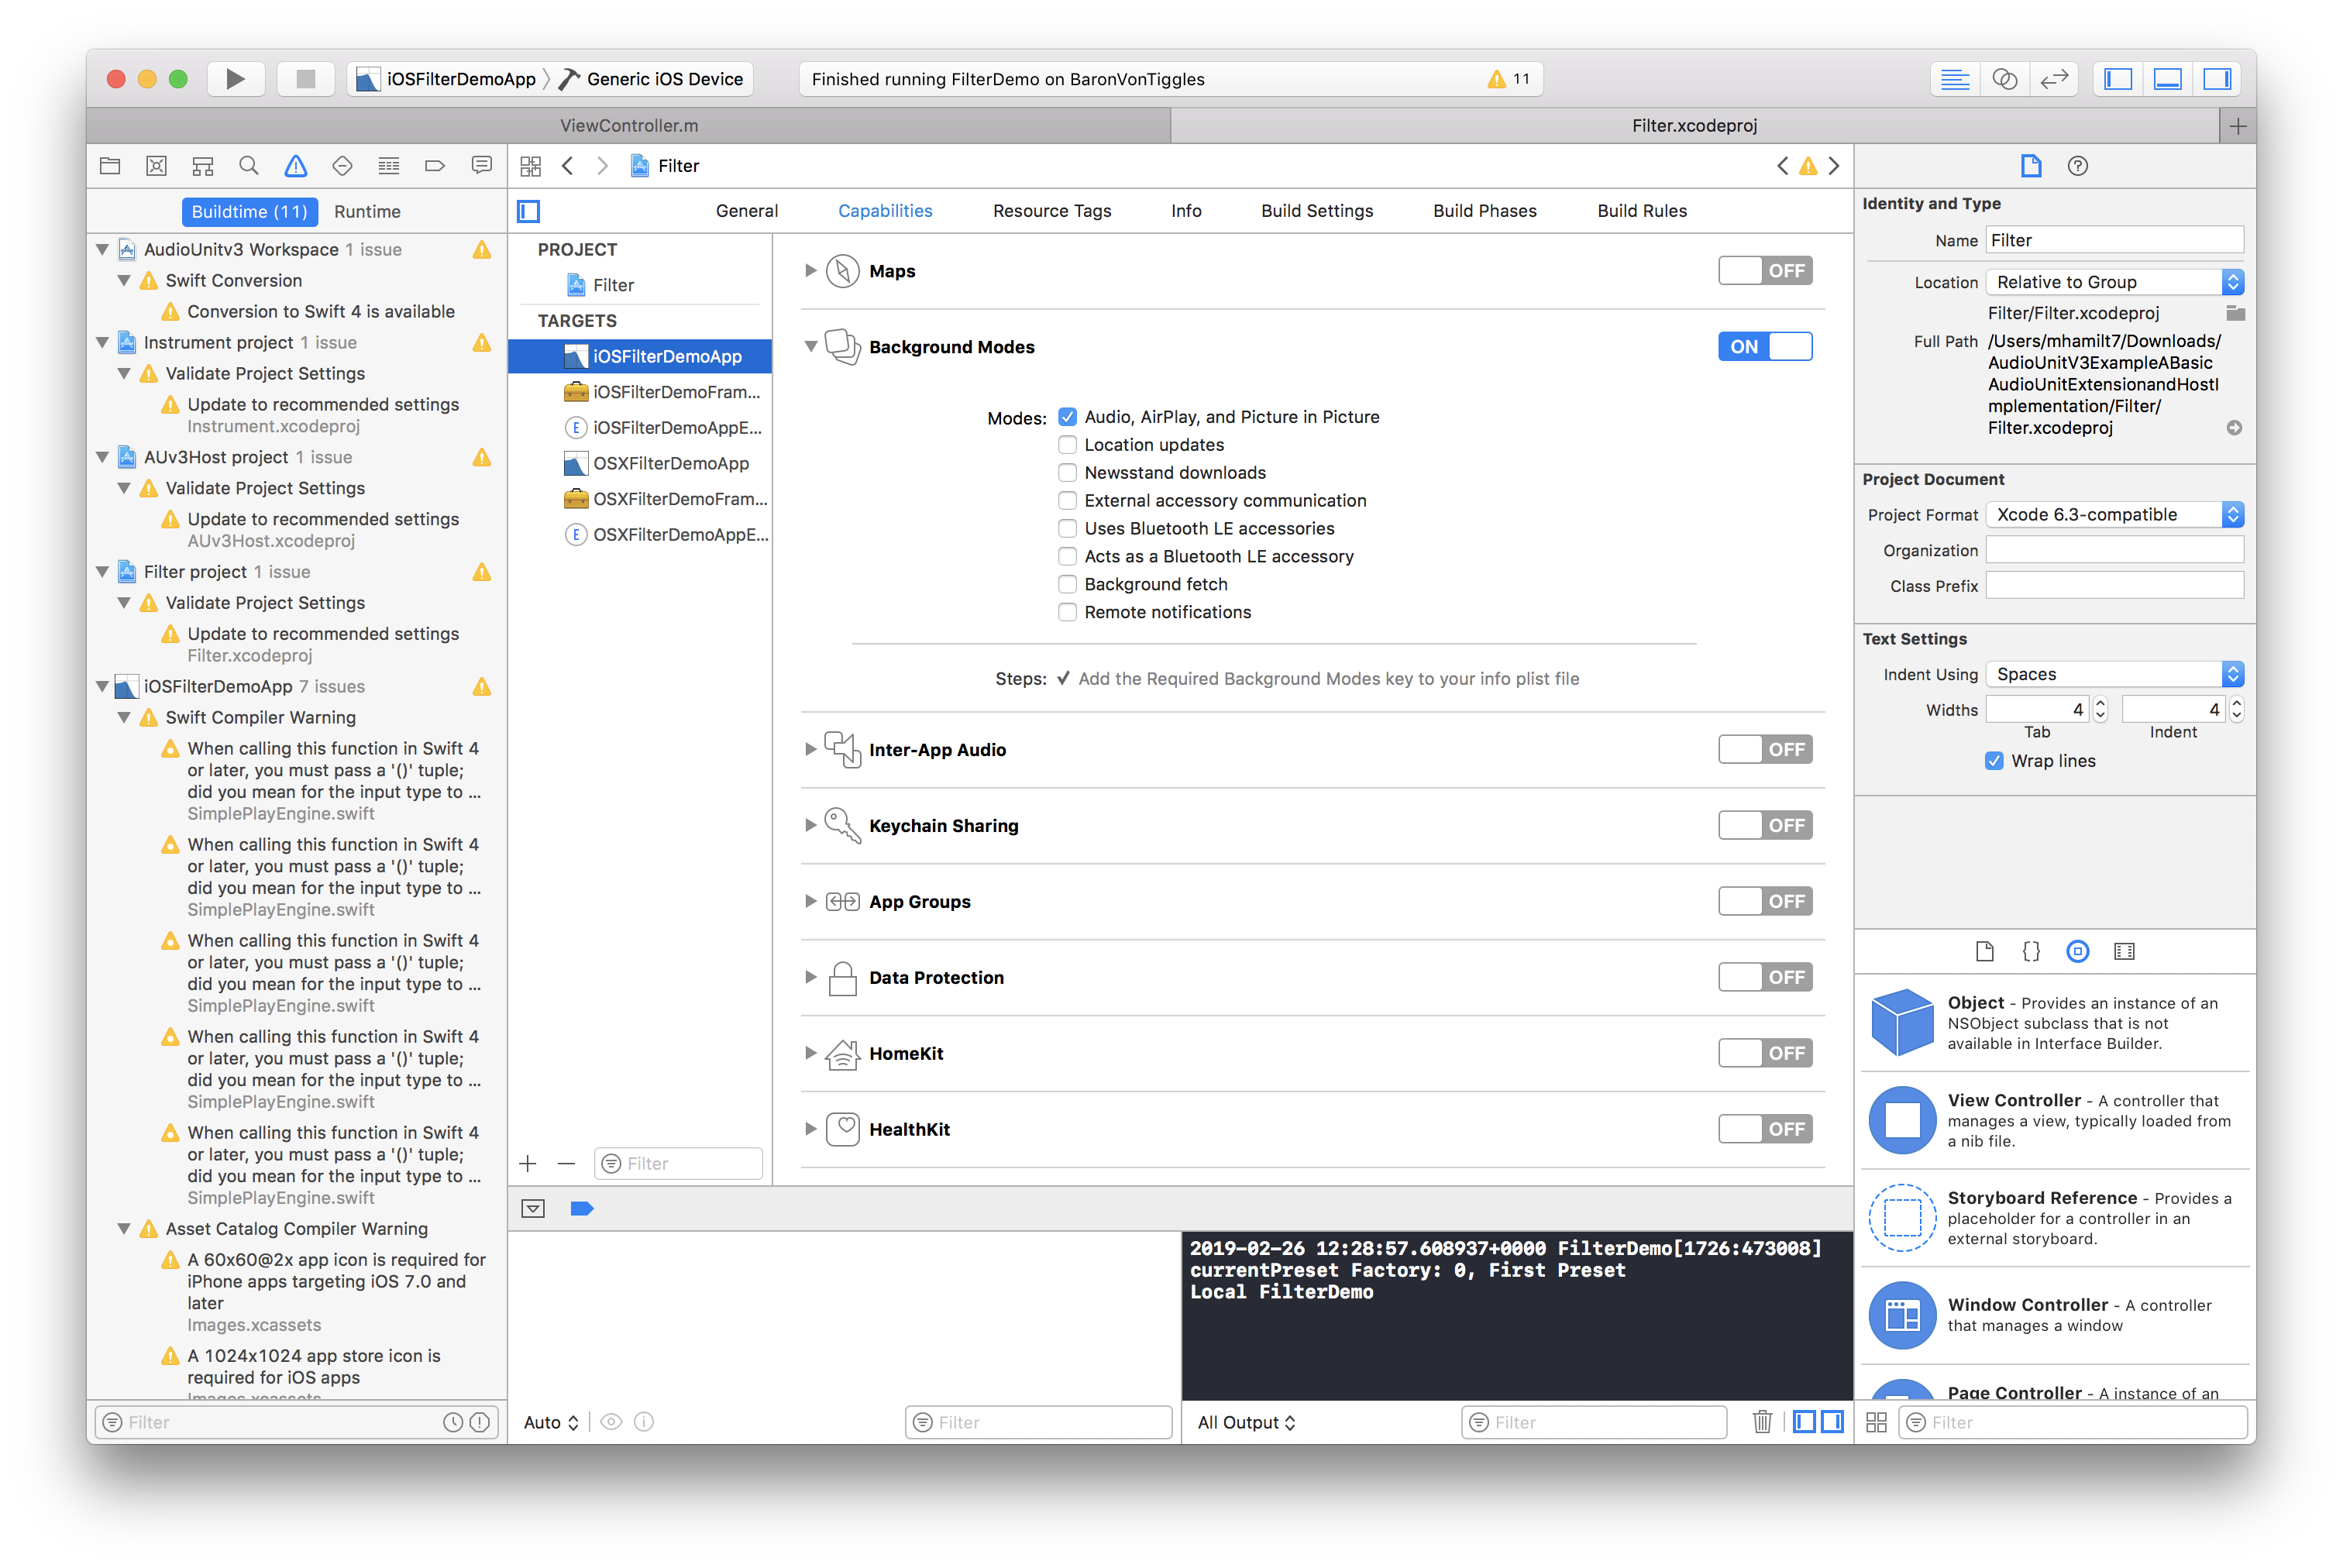 iOSFilterDemoApp Generic iOS Device
Finished running FilterDemo on BaronVonTiggles
11
ViewController.m
Filter.xcodeproj
Filter
Buildtime (11) Runtime
AudioUnitv3 Workspace 1 issue
Swift Conversion
Conversion to Swift 4 is available
Instrument project 1 issue
Validate Project Settings
Update to recommended settings
Instrument.xcodeproj
AUv3Host project 1 issue
Validate Project Settings
Update to recommended settings
AUv3Host.xcodeproj
Filter project 1 issue
Validate Project Settings
Update to recommended settings
Filter.xcodeproj
iOSFilterDemoApp 7 issues
Swift Compiler Warning
When calling this function in Swift 4
or later, you must pass a '()' tuple;
did you mean for the input type to ...
SimplePlayEngine.swift
When calling this function in Swift 4
or later, you must pass a '()' tuple;
did you mean for the input type to ...
SimplePlayEngine.swift
When calling this function in Swift 4
or later, you must pass a '()' tuple;
did you mean for the input type to ...
SimplePlayEngine.swift
When calling this function in Swift 4
or later, you must pass a '()' tuple;
did you mean for the input type to ...
SimplePlayEngine.swift
When calling this function in Swift 4
or later, you must pass a '()' tuple;
did you mean for the input type to ...
SimplePlayEngine.swift
Asset Catalog Compiler Warning
A 60x60@2x app icon is required for
iPhone apps targeting iOS 7.0 and
later
Images.xcassets
A 1024x1024 app store icon is
required for iOS apps
Images.xcassets
Filter
General Capabilities Resource Tags Info Build Settings Build Phases Build Rules
PROJECT
Filter
TARGETS
iOSFilterDemoApp
iOSFilterDemoFram...
E iOSFilterDemoAppE...
OSXFilterDemoApp
OSXFilterDemoFram...
E OSXFilterDemoAppE...
Filter
Maps OFF
Background Modes ON
Modes: Audio, AirPlay, and Picture in Picture
Location updates
Newsstand downloads
External accessory communication
Uses Bluetooth LE accessories
Acts as a Bluetooth LE accessory
Background fetch
Remote notifications
Steps: ✓ Add the Required Background Modes key to your info plist file
Inter-App Audio OFF
Keychain Sharing OFF
App Groups OFF
Data Protection OFF
HomeKit OFF
HealthKit OFF
2019-02-26 12:28:57.608937+0000 FilterDemo[1726:473008]
currentPreset Factory: 0, First Preset
Local FilterDemo
Auto
Filter
All Output
Filter
Identity and Type
Name Filter
Location Relative to Group
Filter/Filter.xcodeproj
Full Path /Users/mhamilt7/Downloads/
AudioUnitV3ExampleABasic
AudioUnitExtensionandHostI
mplementation/Filter/
Filter.xcodeproj
Project Document
Project Format Xcode 6.3-compatible
Organization
Class Prefix
Text Settings
Indent Using Spaces
Widths 4 4
Tab Indent
Wrap lines
{}
Object - Provides an instance of an
NSObject subclass that is not
available in Interface Builder.
View Controller - A controller that
manages a view, typically loaded from
a nib file.
Storyboard Reference - Provides a
placeholder for a controller in an
external storyboard.
Window Controller - A controller
that manages a window
Page Controller - A instance of an
Filter